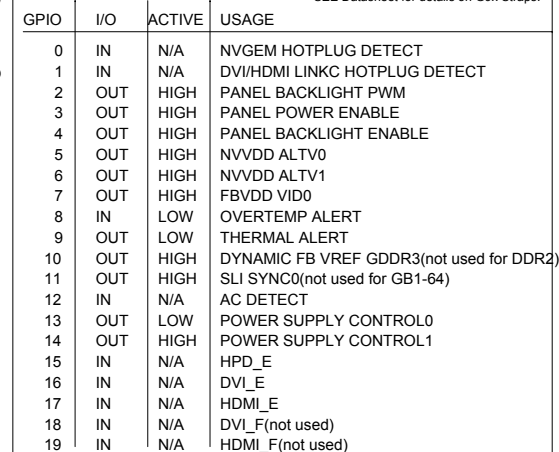 GPIO I/O ACTIVE USAGE
0 IN N/A NVGEM HOTPLUG DETECT
1 IN N/A DVI/HDMI LINKC HOTPLUG DETECT
2 OUT HIGH PANEL BACKLIGHT PWM
3 OUT HIGH PANEL POWER ENABLE
4 OUT HIGH PANEL BACKLIGHT ENABLE
5 OUT HIGH NVVDD ALTV0
6 OUT HIGH NVVDD ALTV1
7 OUT HIGH FBVDD VID0
8 IN LOW OVERTEMP ALERT
9 OUT LOW THERMAL ALERT
10 OUT HIGH DYNAMIC FB VREF GDDR3(not used for DDR2)
11 OUT HIGH SLI SYNC0(not used for GB1-64)
12 IN N/A AC DETECT
13 OUT LOW POWER SUPPLY CONTROL0
14 OUT HIGH POWER SUPPLY CONTROL1
15 IN N/A HPD_E
16 IN N/A DVI_E
17 IN N/A HDMI_E
18 IN N/A DVI_F(not used)
19 IN N/A HDMI_F(not used)